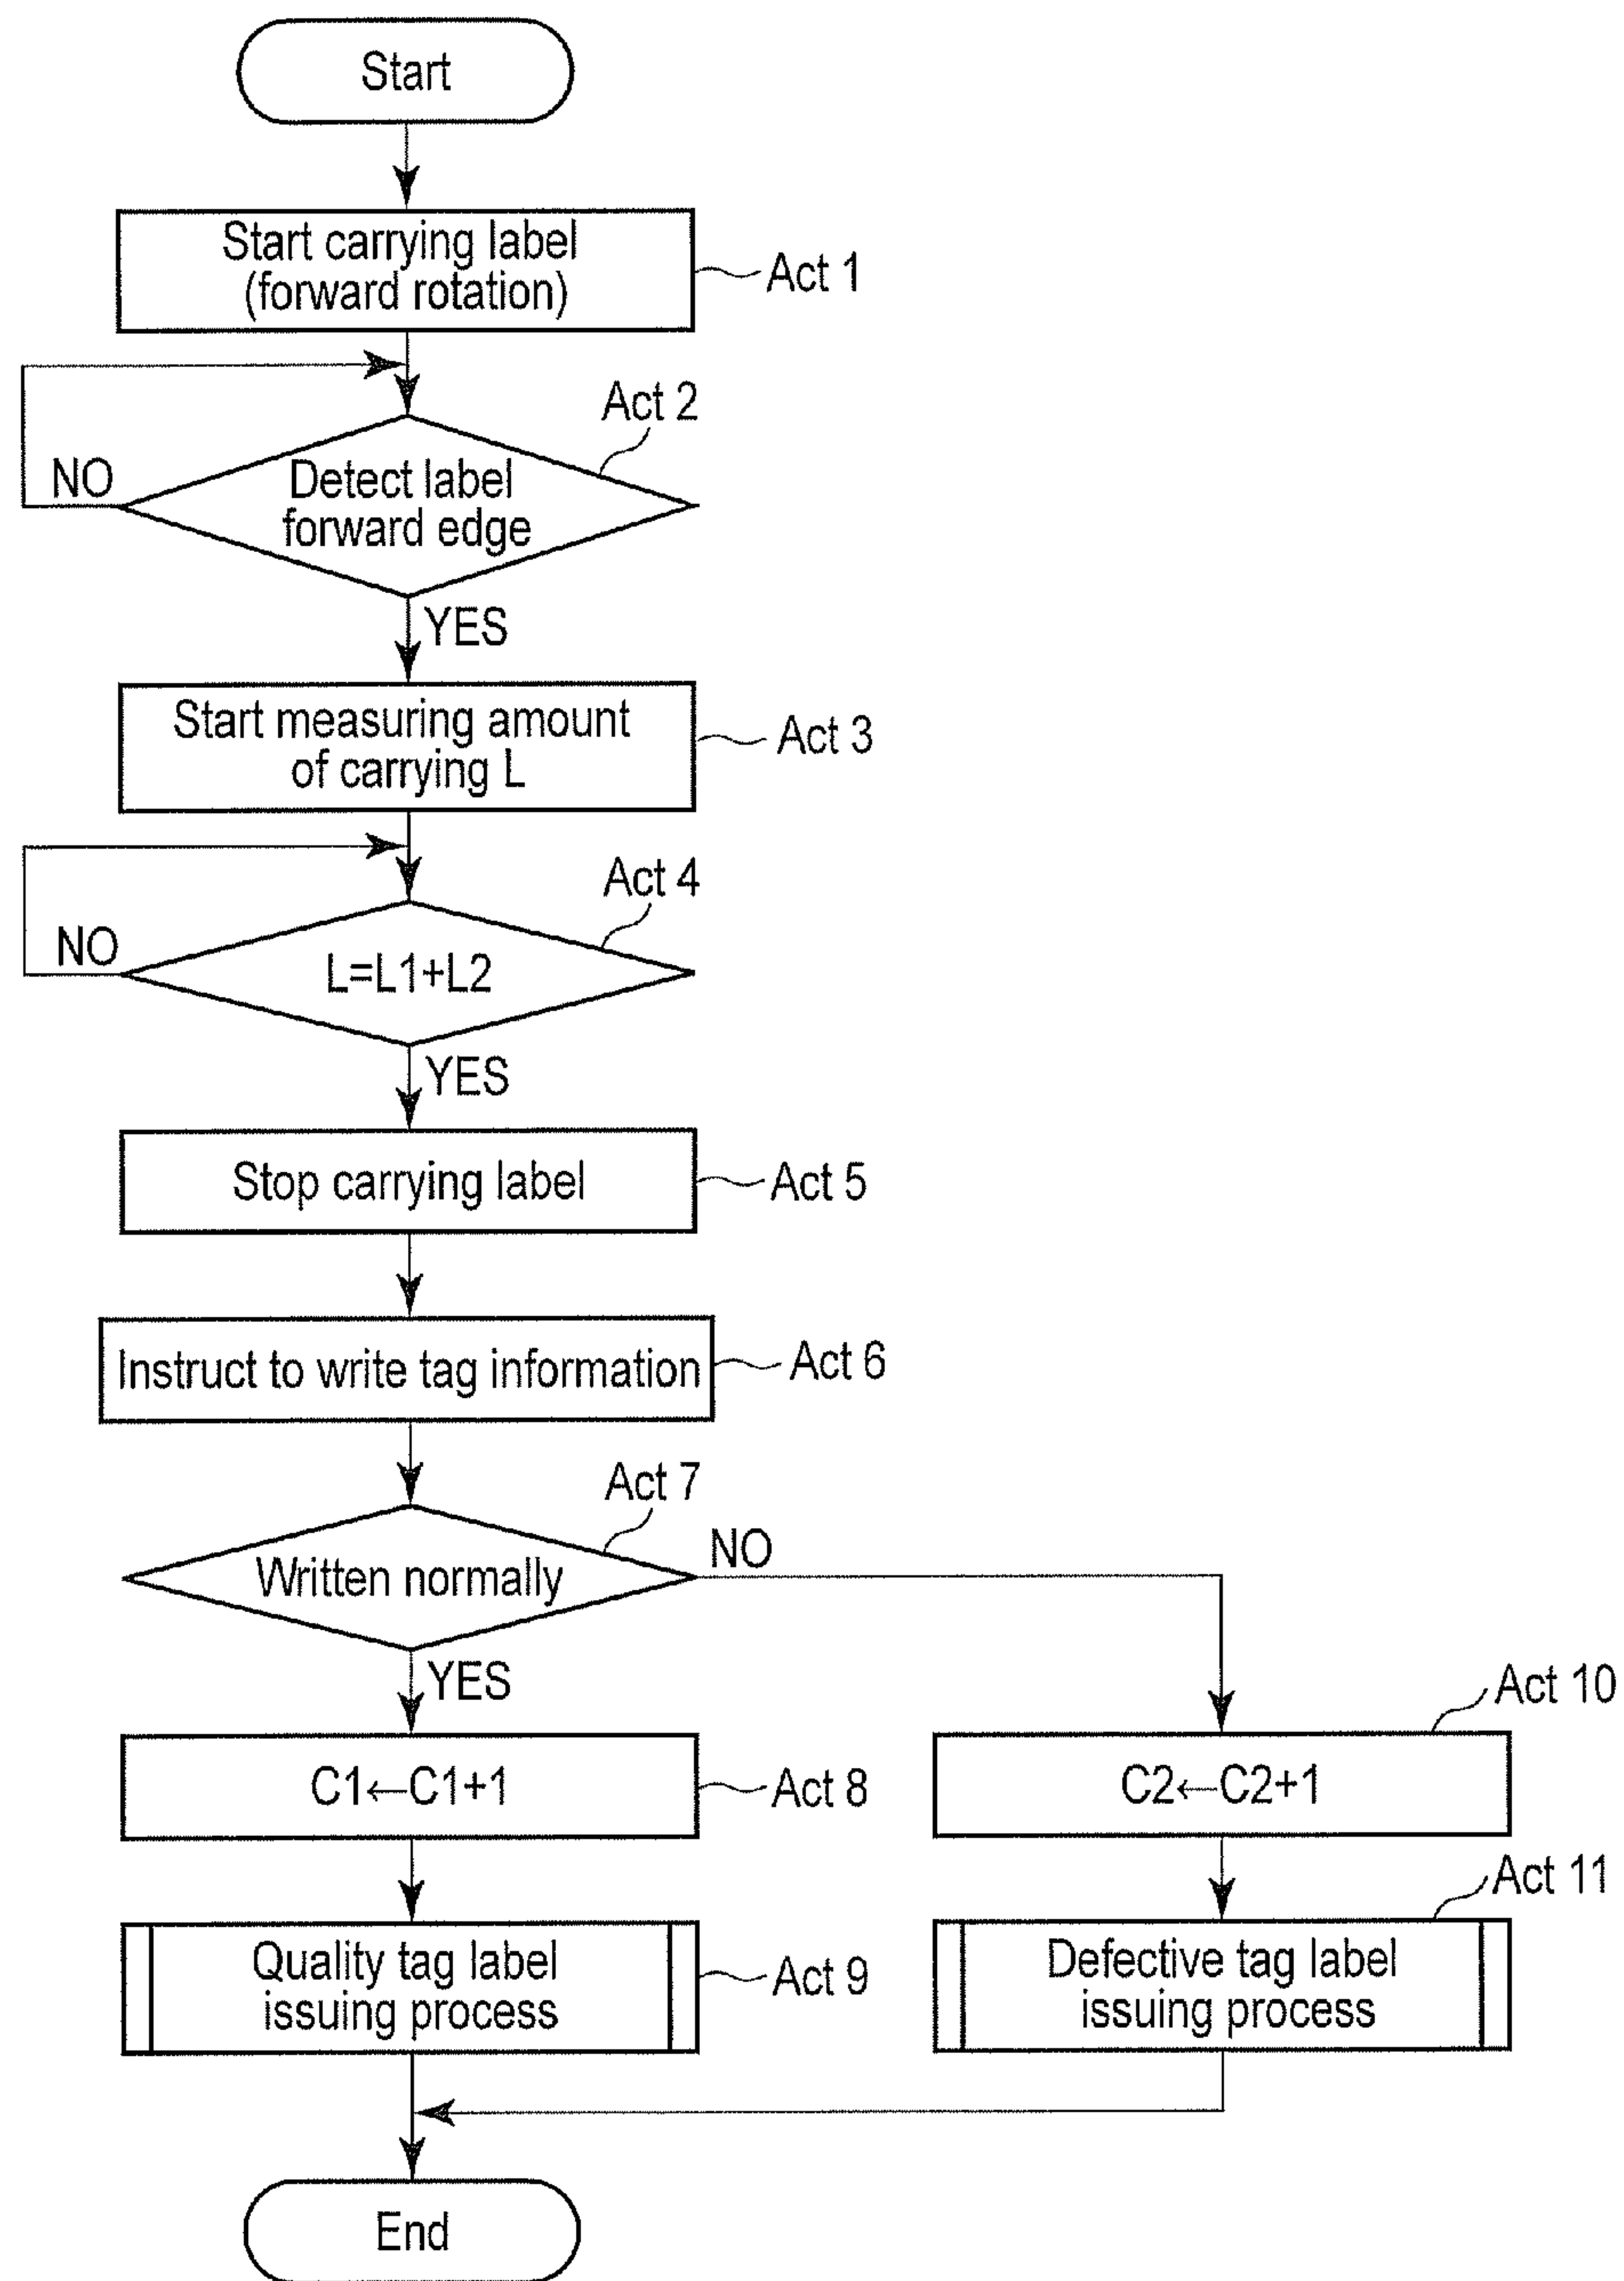 Start
Start carrying label
(forward rotation)
Act 1
Act 2
NO
Detect label
forward edge
YES
Start measuring amount
of carrying L
Act 3
Act 4
NO
L=L1+L2
YES
Stop carrying label
Act 5
Instruct to write tag information
Act 6
Act 7
Written normally
NO
YES
Act 10
C1←C1+1
Act 8
C2←C2+1
Act 11
Quality tag label
issuing process
Act 9
Defective tag label
issuing process
End